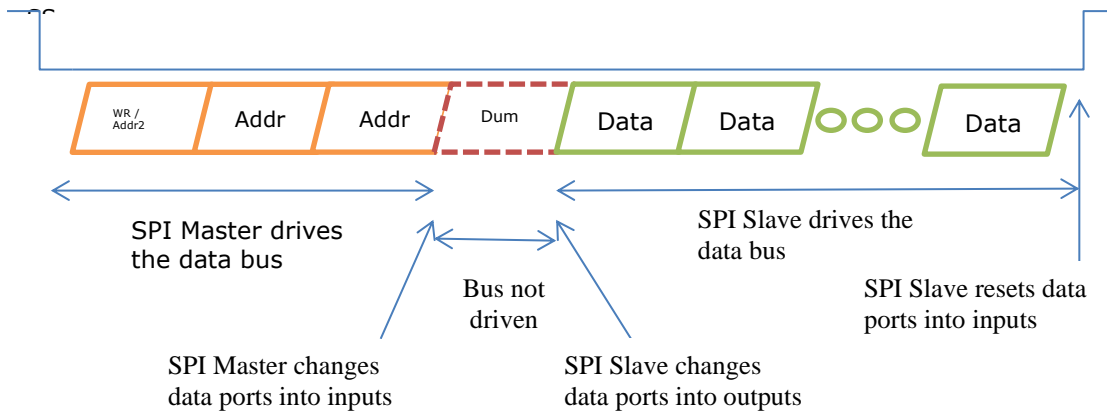 WR /
Addr2
Addr
Addr
Dum
Data
Data
Data
SPI Master drives
the data bus
SPI Slave drives the
data bus
Bus not
driven
SPI Slave resets data
ports into inputs
SPI Master changes
data ports into inputs
SPI Slave changes
data ports into outputs